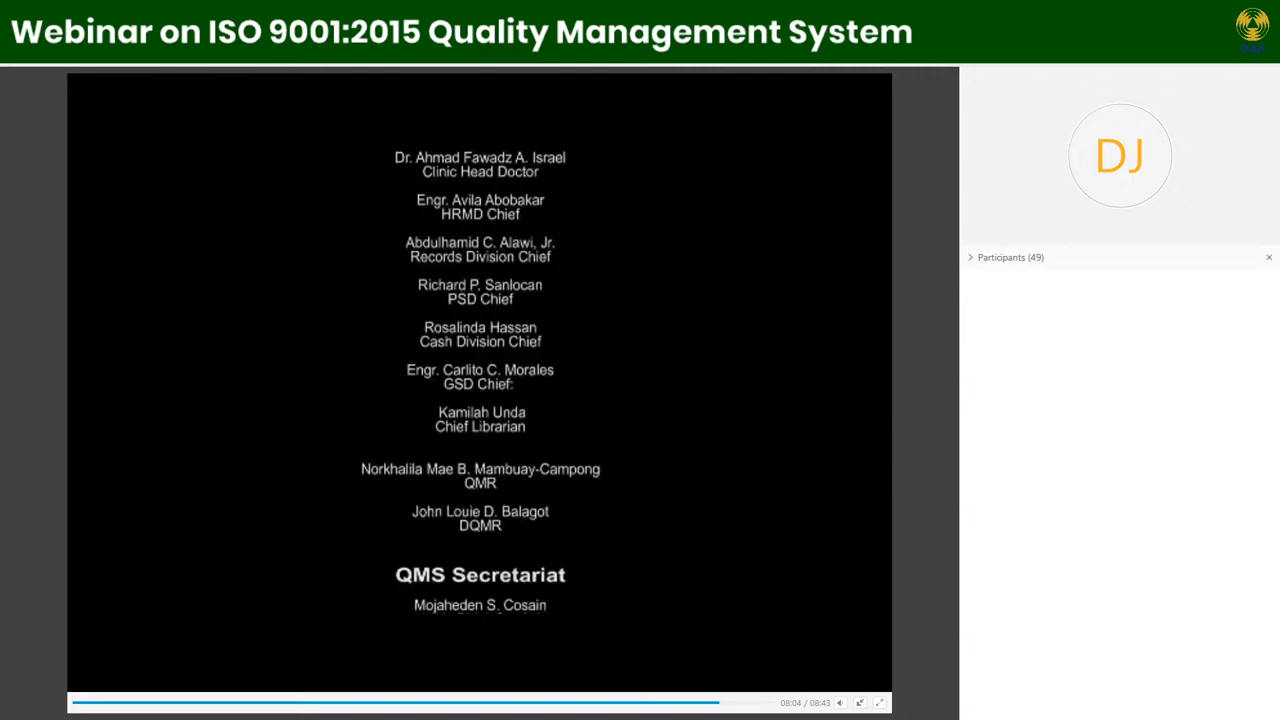 Webinar on ISO 9001:2015 Quality Management System
DJ
Participants (49)
Dr. Ahmad Fawadz A. Israel
Clinic Head Doctor
Engr. Avila Abobakar
HRMD Chief
Abdulhamid C. Alawi, Jr.
Records Division Chief
Richard P. Sanlocan
PSD Chief
Rosalinda Hassan
Cash Division Chief
Engr. Carlito C. Morales
GSD Chief:
Kamilah Unda
Chief Librarian
Norkhalila Mae B. Mambuay-Campong
QMR
John Louie D. Balagot
DQMR
QMS Secretariat
Mojaheden S. Cosain
08:04 / 08:43